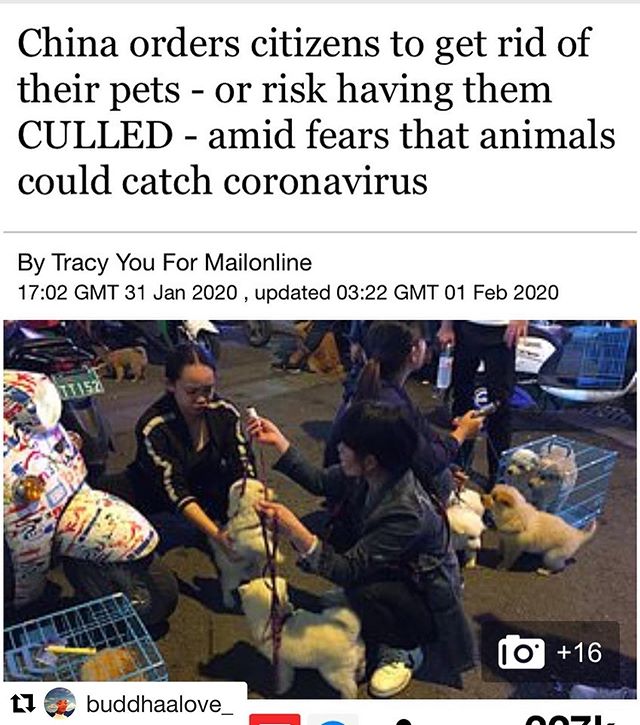 China orders citizens to get rid of
their pets - or risk having them
CULLED - amid fears that animals
could catch coronavirus
By Tracy You For Mailonline
17:02 GMT 31 Jan 2020 , updated 03:22 GMT 01 Feb 2020
TT152
+16
buddhaalove_